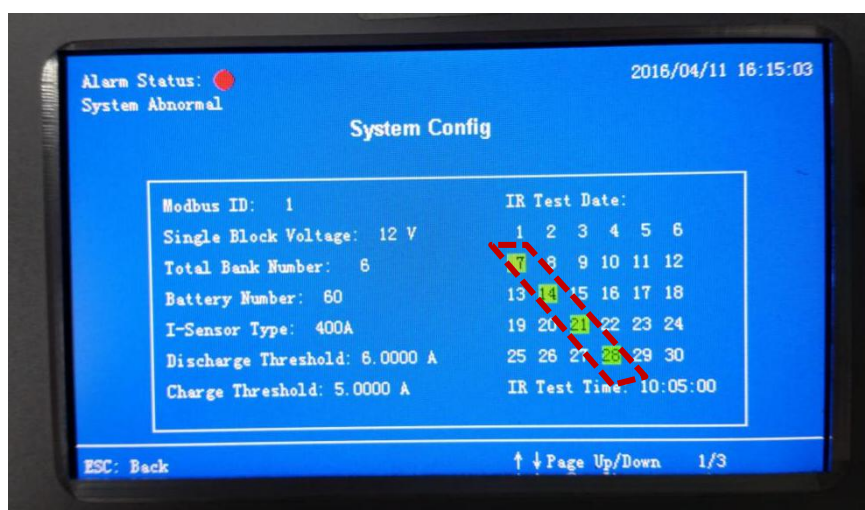 Alarm Status:
2016/04/11 16:15:03
System Abnormal
System Config
Modbus ID: 1
Single Block Voltage: 12 V
Total Bank Number: 6
Battery Number: 60
I-Sensor Type: 400A
Discharge Threshold: 6.0000 A
Charge Threshold: 5.0000 A
IR Test Date:
1 2 3 4 5 6
7 8 9 10 11 12
13 14 15 16 17 18
19 20 21 22 23 24
25 26 27 28 29 30
IR Test Time: 10:05:00
ESC: Back
↑ ↓ Page Up/Down 1/3